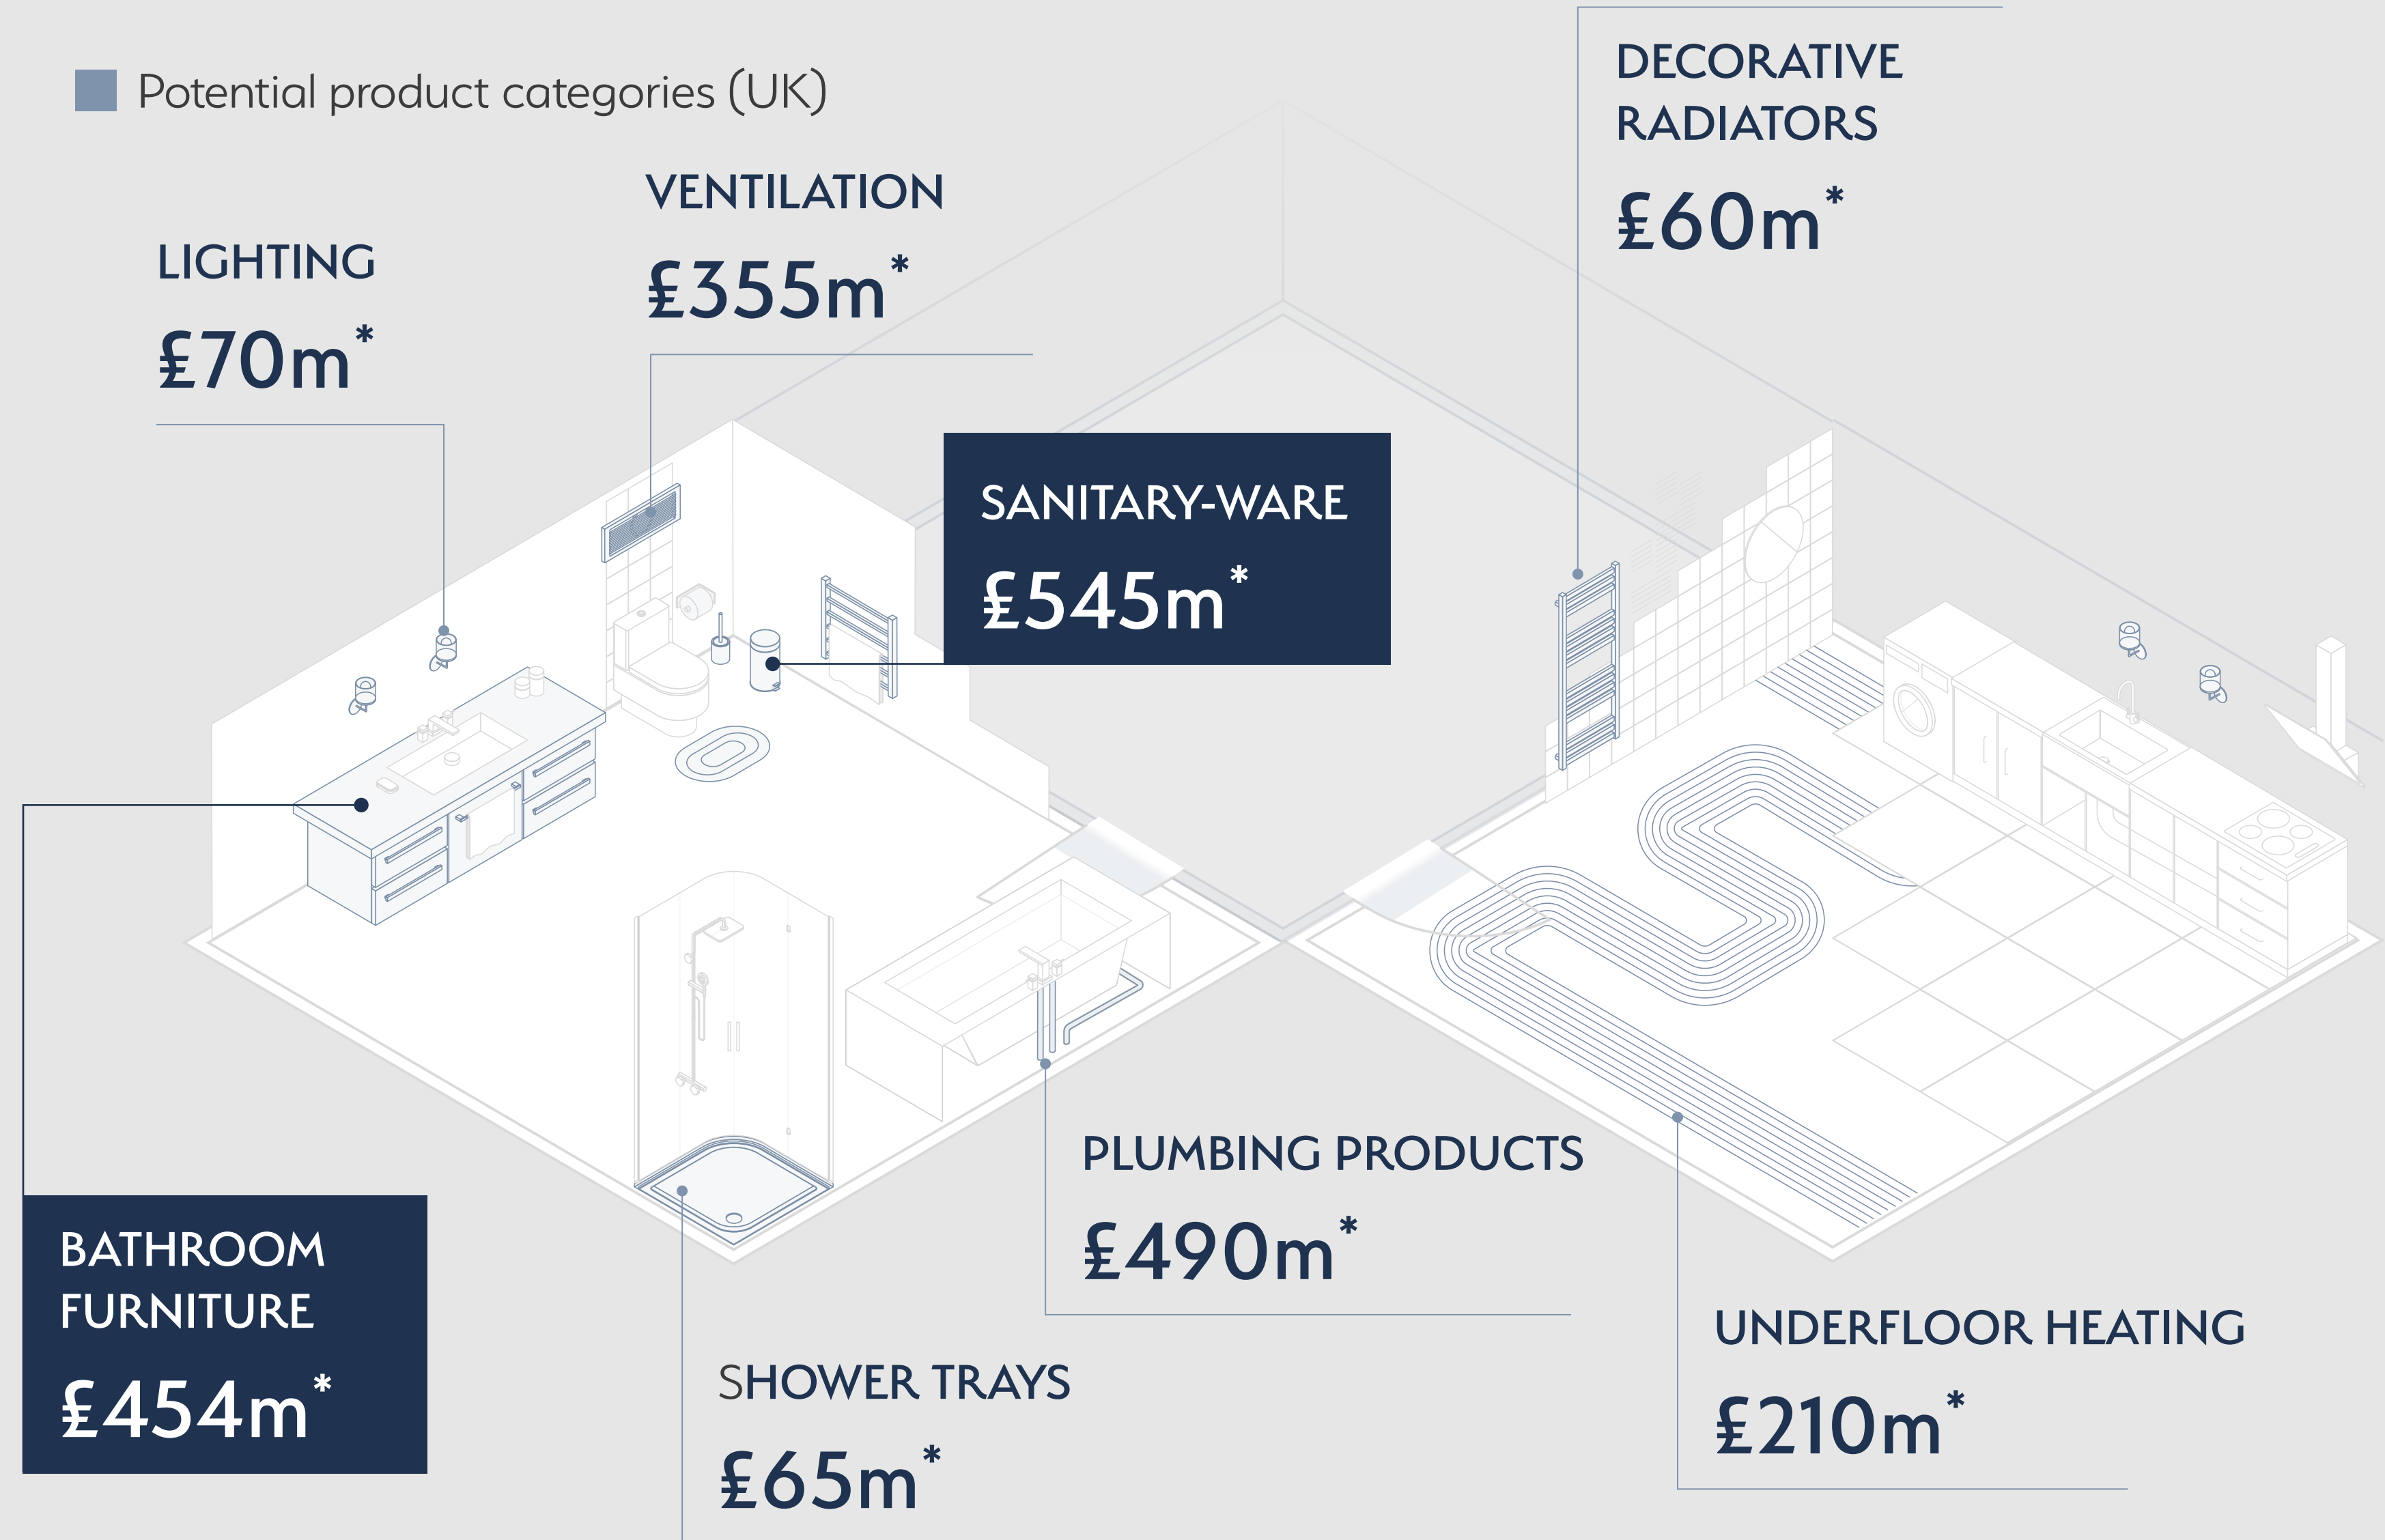 Potential product categories (UK)
DECORATIVE
RADIATORS
£60m*
VENTILATION
£355m*
LIGHTING
£70m*
SANITARY-WARE
£545m*
PLUMBING PRODUCTS
£490m*
BATHROOM
FURNITURE
£454m*
SHOWER TRAYS
£65m*
UNDERFLOOR HEATING
£210m*